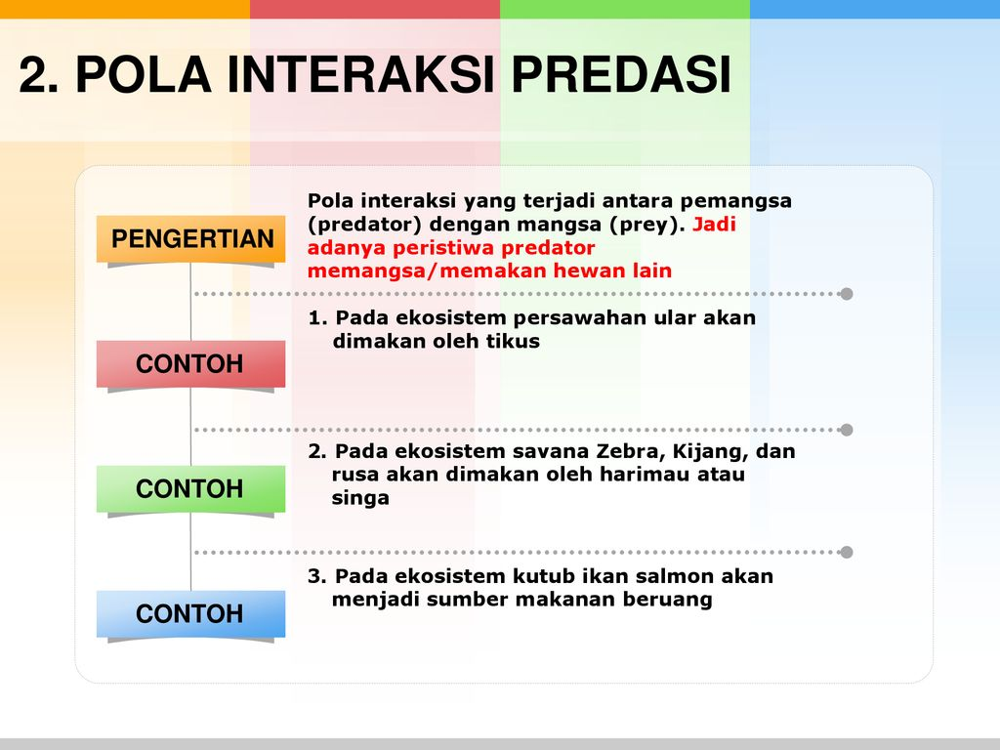 2. POLA INTERAKSI PREDASI
PENGERTIAN
Pola interaksi yang terjadi antara pemangsa
(predator) dengan mangsa (prey). Jadi
adanya peristiwa predator
memangsa/memakan hewan lain
CONTOH
1. Pada ekosistem persawahan ular akan
dimakan oleh tikus
CONTOH
2. Pada ekosistem savana Zebra, Kijang, dan
rusa akan dimakan oleh harimau atau
singa
CONTOH
3. Pada ekosistem kutub ikan salmon akan
menjadi sumber makanan beruang